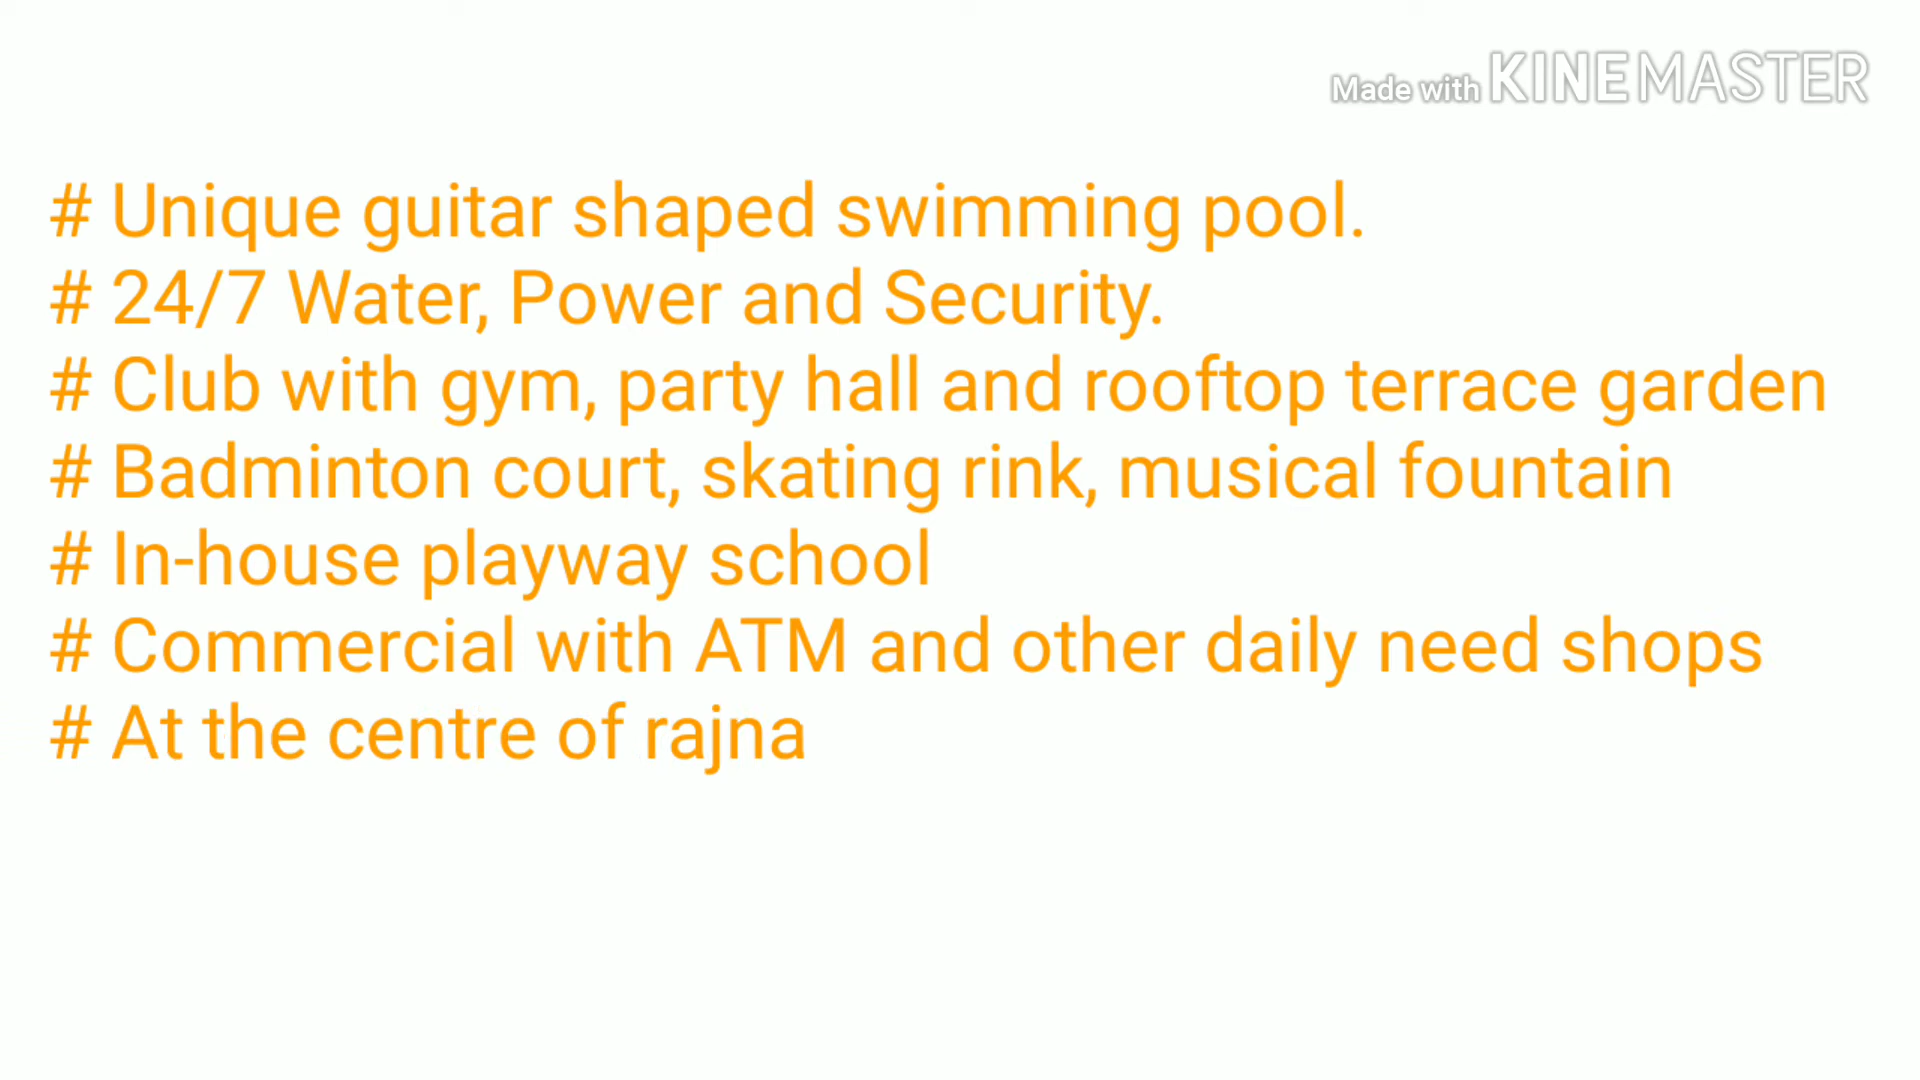 Made with KINEMASTER
# Unique guitar shaped swimming pool.
# 24/7 Water, Power and Security.
# Club with gym, party hall and rooftop terrace garden
# Badminton court, skating rink, musical fountain
# In-house playway school
# Commercial with ATM and other daily need shops
# At the centre of rajna